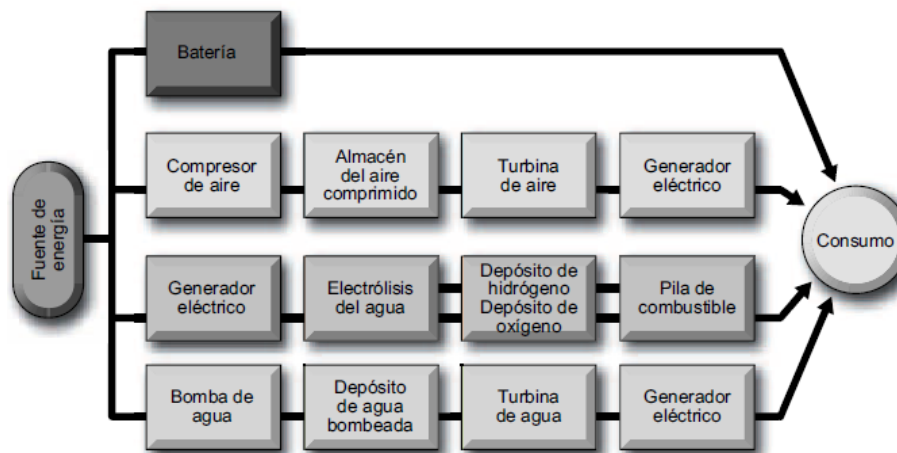 Fuente de
energía
Batería
Compresor
de aire
Almacén
del aire
comprimido
Turbina
de aire
Generador
eléctrico
Generador
eléctrico
Electrólisis
del agua
Depósito de
hidrógeno
Depósito de
oxígeno
Pila de
combustible
Bomba de
agua
Depósito
de agua
bombeada
Turbina
de agua
Generador
eléctrico
Consumo